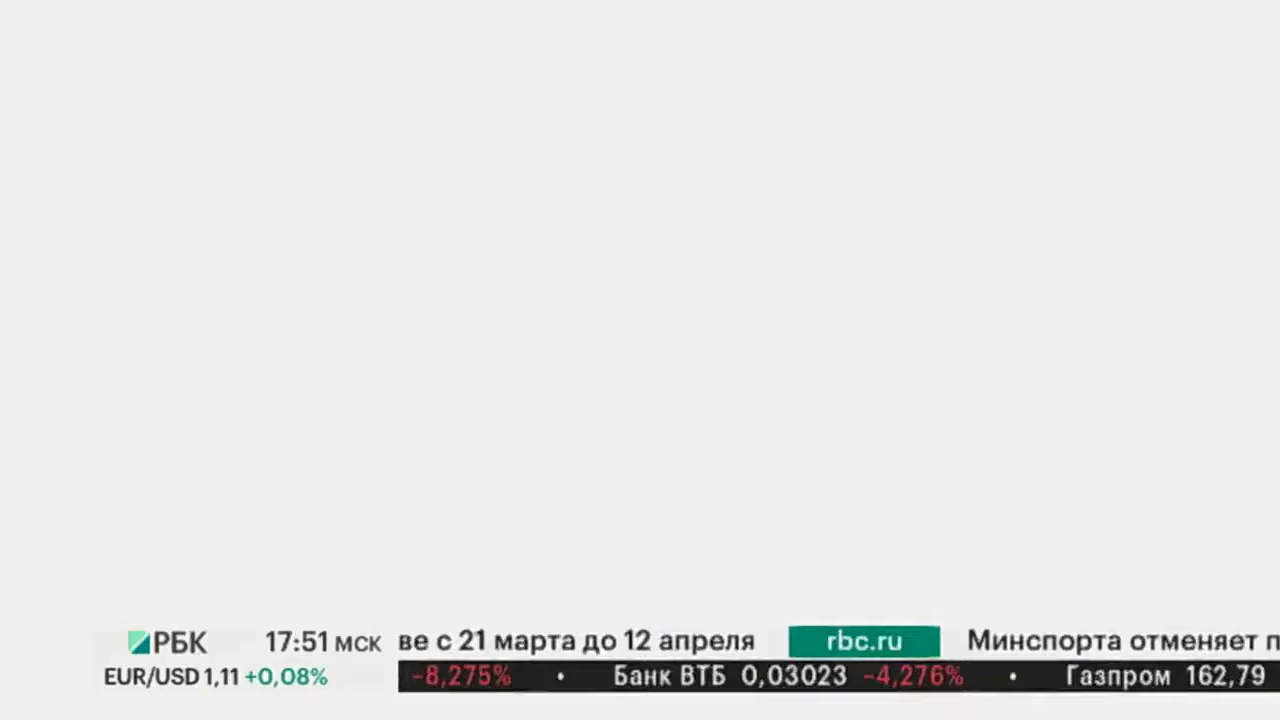 РБК 17:51 МСК ве с 21 марта до 12 апреля rbc.ru Минспорта отменяет п
EUR/USD 1,11 +0,08% -8,275% • Банк ВТБ 0,03023 -4,276% • Газпром 162,79